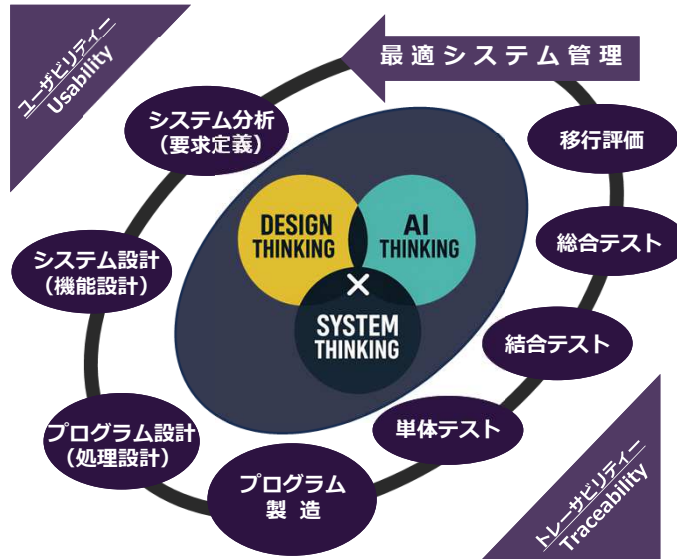 ユーザビリティー
Usability
最適システム管理
システム分析
（要求定義）
移行評価
DESIGN
THINKING
AI
THINKING
×
SYSTEM
THINKING
総合テスト
システム設計
（機能設計）
結合テスト
プログラム設計
（処理設計）
単体テスト
プログラム
製 造
トレーサビリティー
Traceability